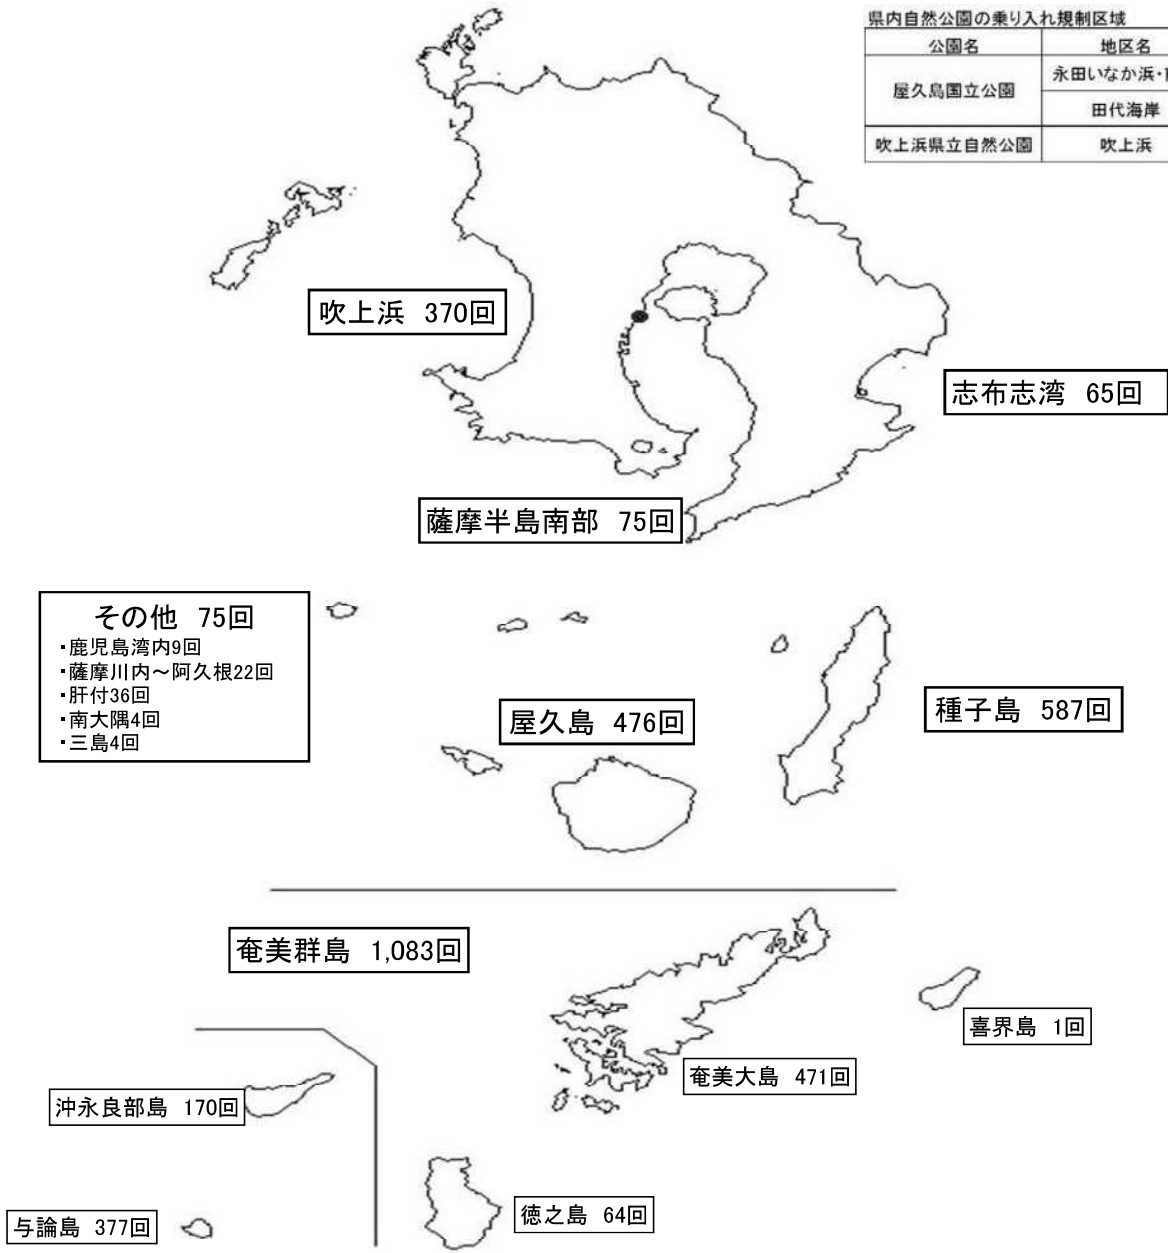 県内自然公園の乗り入れ規制区域
公園名 地区名
屋久島国立公園 永田いなか浜・
田代海岸
吹上浜県立自然公園 吹上浜
吹上浜 370回
志布志湾 65回
薩摩半島南部 75回
その他 75回
・鹿児島湾内9回
・薩摩川内～阿久根22回
・肝付36回
・南大隅4回
・三島4回
屋久島 476回
種子島 587回
奄美群島 1,083回
喜界島 1回
奄美大島 471回
沖永良部島 170回
徳之島 64回
与論島 377回